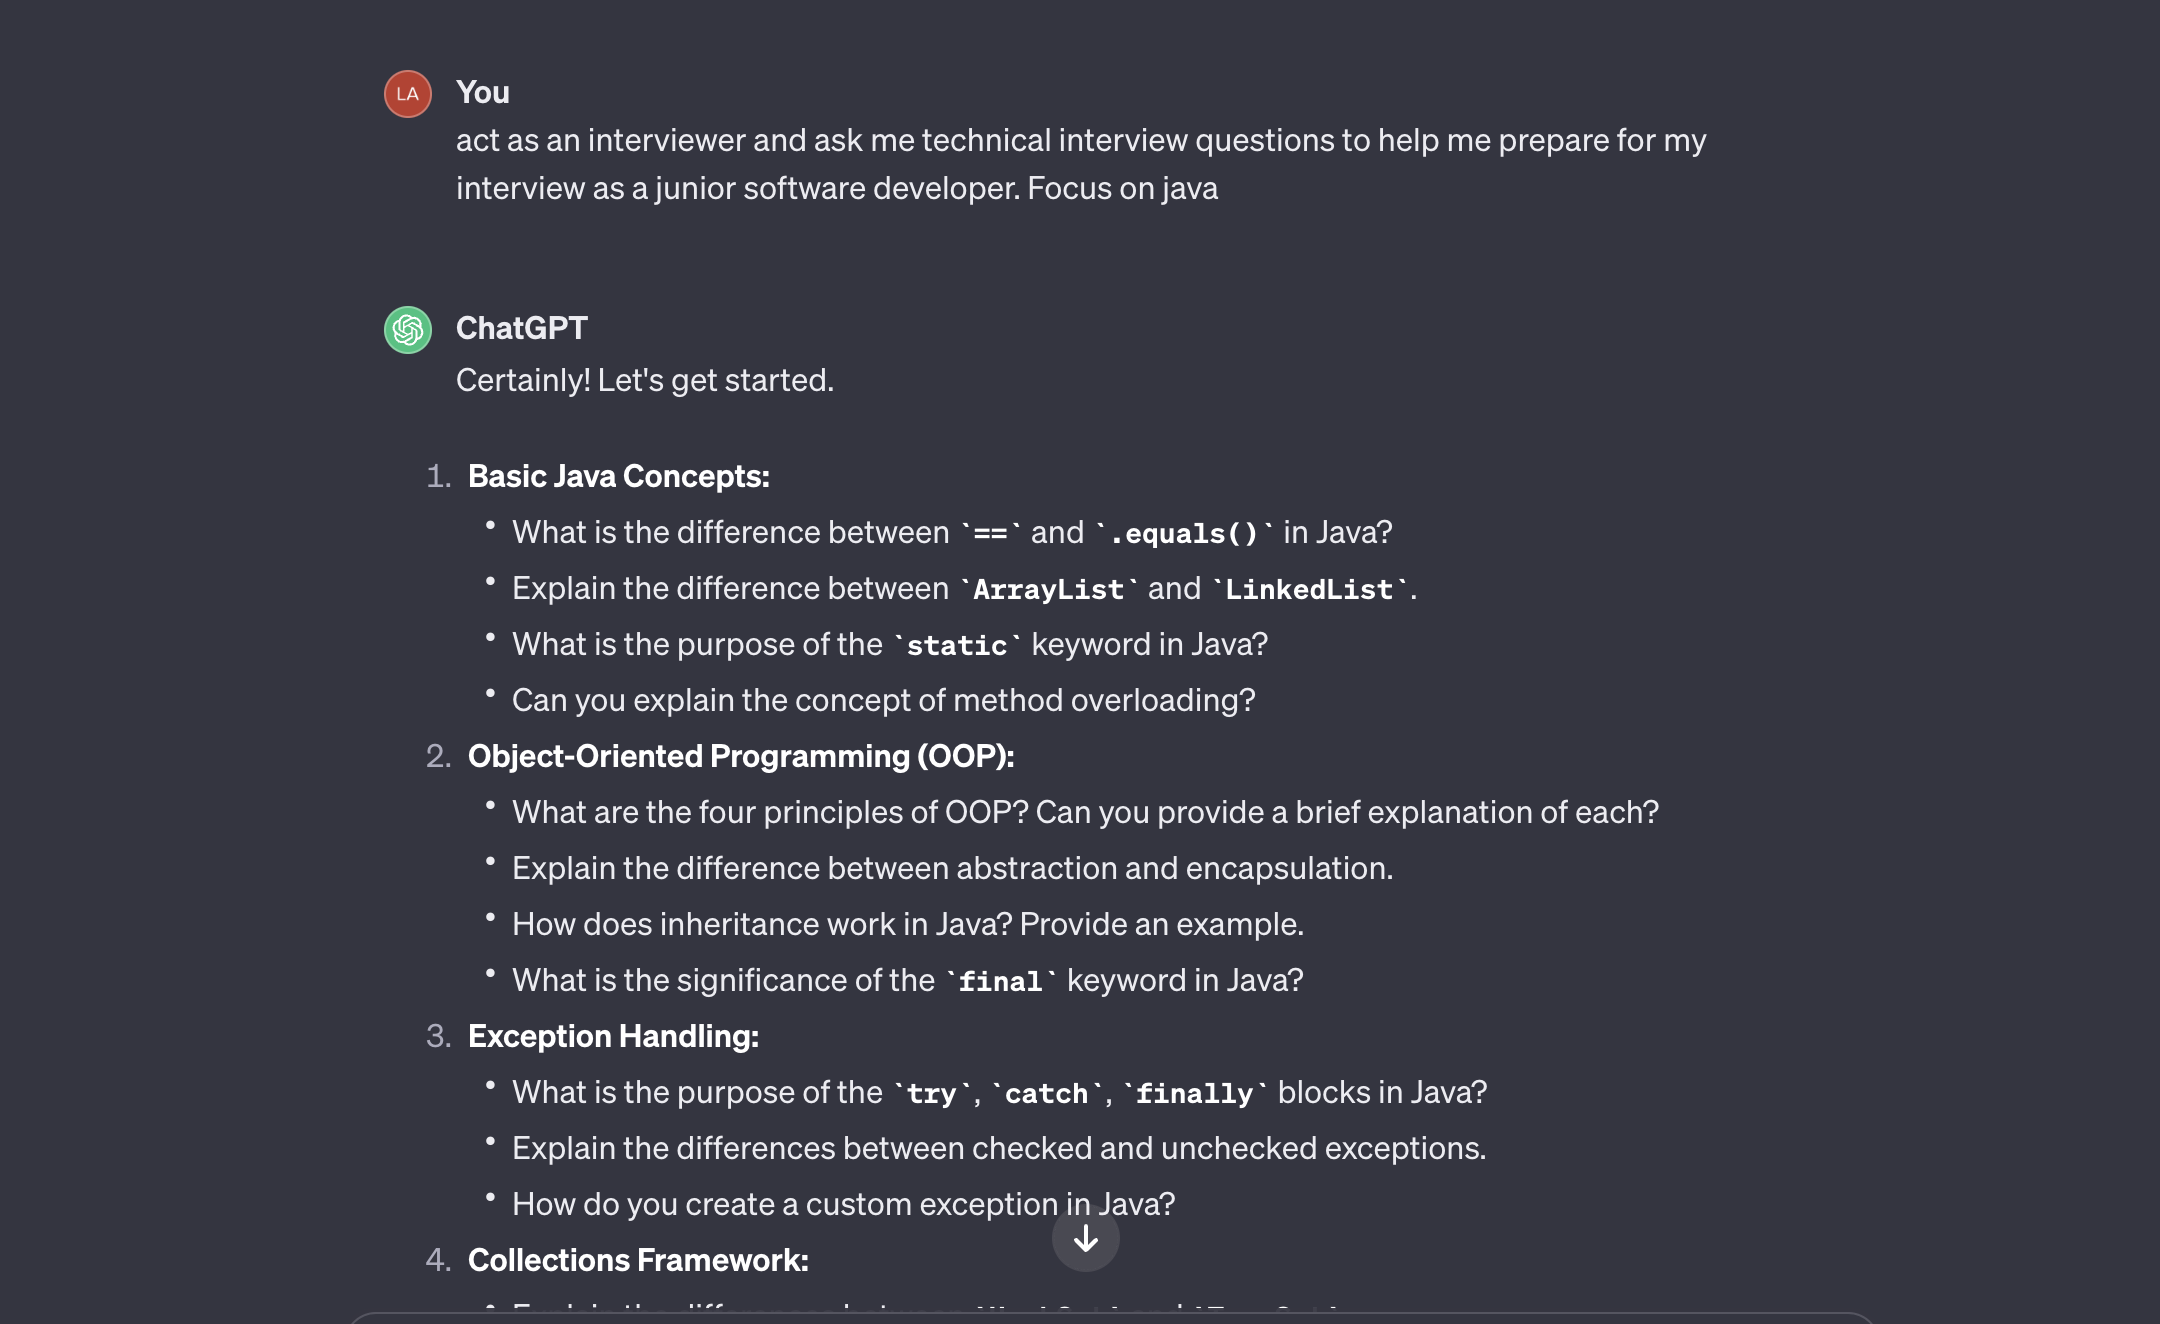 LA
You
act as an interviewer and ask me technical interview questions to help me prepare for my
interview as a junior software developer. Focus on java
ChatGPT
Certainly! Let's get started.
1. Basic Java Concepts:
• What is the difference between `==` and `.equals()` in Java?
• Explain the difference between `ArrayList` and `LinkedList`.
• What is the purpose of the `static` keyword in Java?
• Can you explain the concept of method overloading?
2. Object-Oriented Programming (OOP):
• What are the four principles of OOP? Can you provide a brief explanation of each?
• Explain the difference between abstraction and encapsulation.
• How does inheritance work in Java? Provide an example.
• What is the significance of the `final` keyword in Java?
3. Exception Handling:
• What is the purpose of the `try`, `catch`, `finally` blocks in Java?
• Explain the differences between checked and unchecked exceptions.
• How do you create a custom exception in Java?
4. Collections Framework:
• Explain the differences between